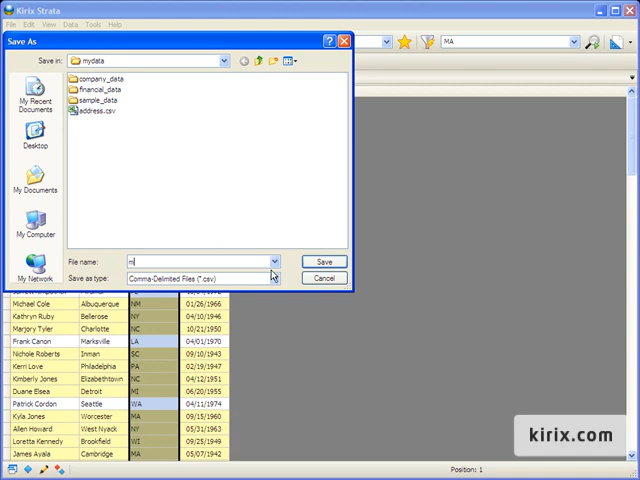 Kirix Strata
File Edit View Data Tools
Save As
MA
Save in: mydata
company_data
financial_data
sample_data
address.csv
My Recent
Documents
Desktop
My Documents
My Computer
My Network
File name: m
Save
Save as type: Comma-Delimited Files (*.csv)
Cancel
Michael Cole Albuquerque NM 01/26/1966
Kathryn Ruby Bellerose NY 04/10/1946
Marjory Tyler Charlotte NC 10/21/1950
Frank Canon Marksville LA 04/01/1970
Nichole Roberts Inman SC 09/10/1943
Kerri Love Philadelphia PA 02/19/1947
Kimberly Jones Elizabethtown NC 04/12/1951
Duane Elsea Detroit MI 06/20/1955
Patrick Cordon Seattle WA 04/11/1974
Kyla Jones Worcester MA 09/15/1960
Allen Howard West Nyack NY 05/31/1963
Loretta Kennedy Brookfield WI 09/25/1949
James Ayala Cambridge MA 05/07/1942
kirix.com
Position: 1